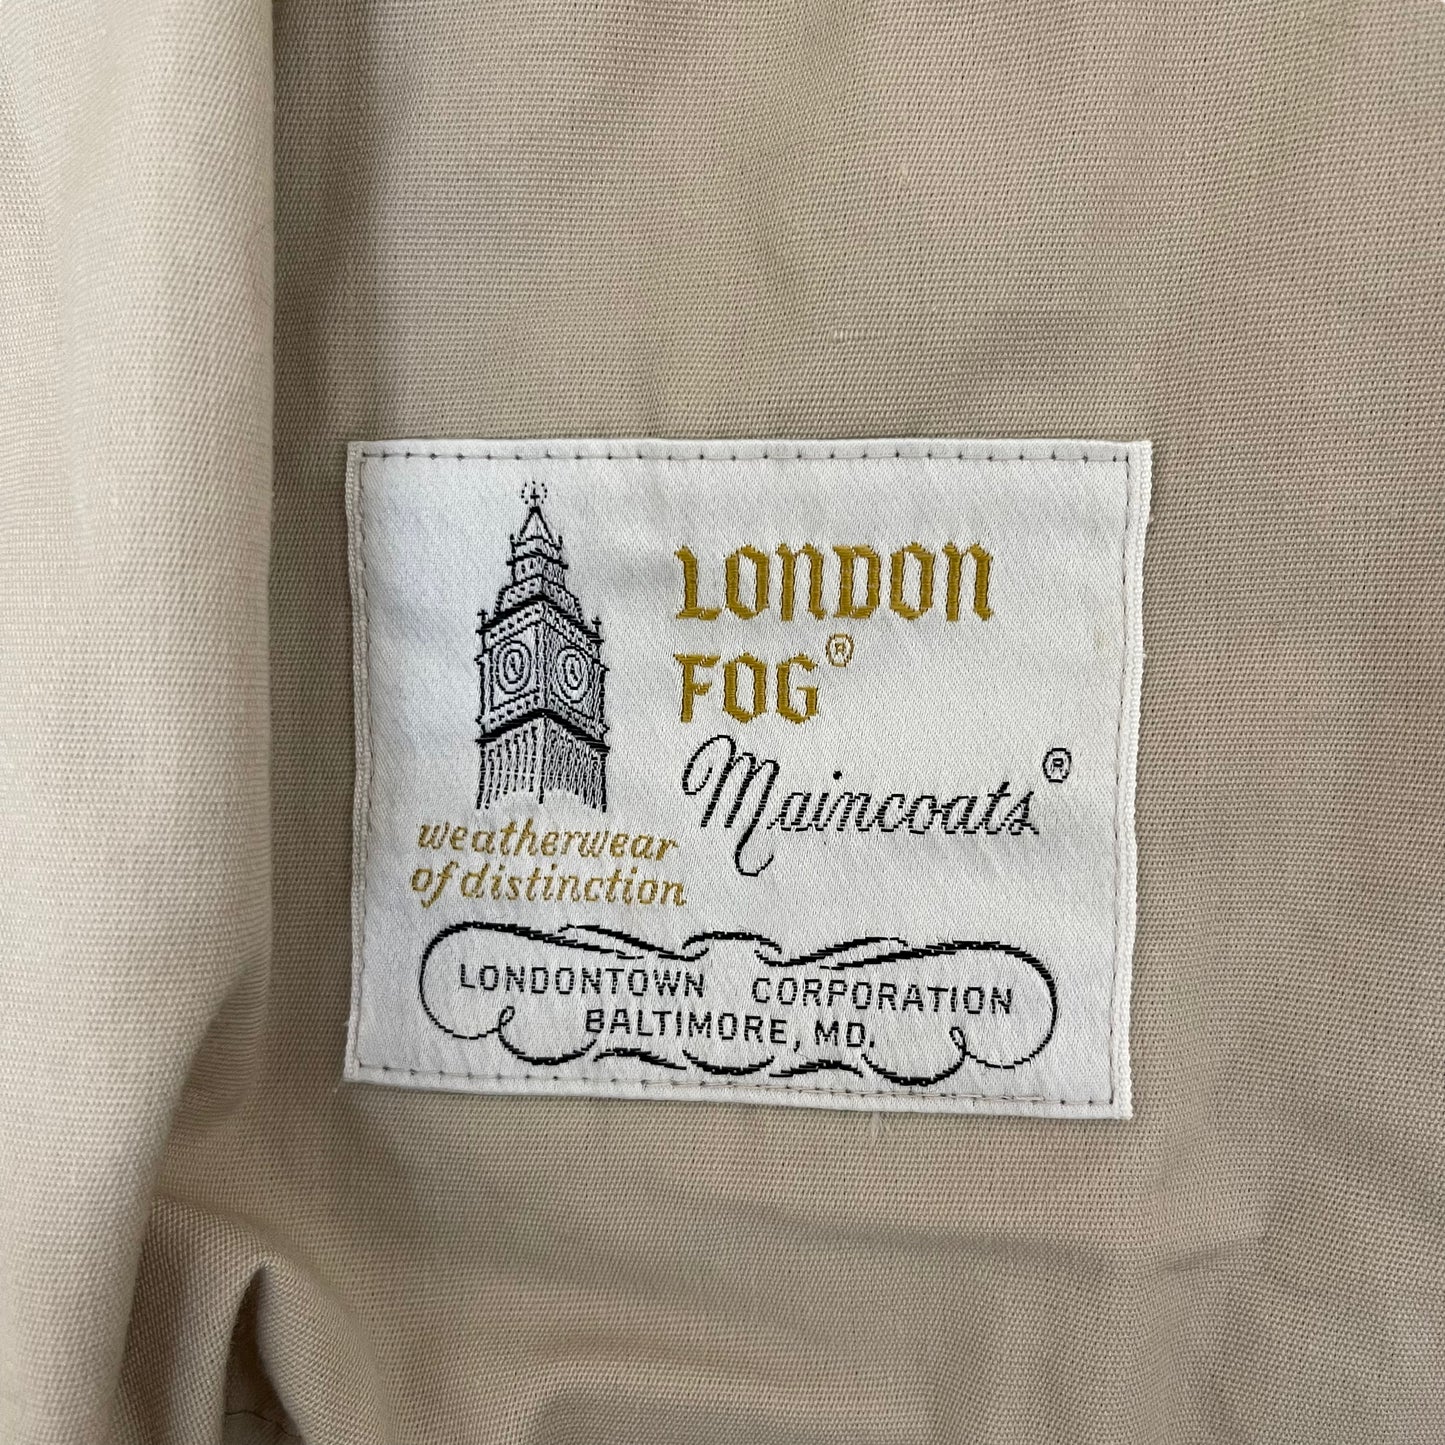 LONDON
FOG®
Maincoats®
weatherwear
of distinction
LONDONTOWN CORPORATION
BALTIMORE, MD.